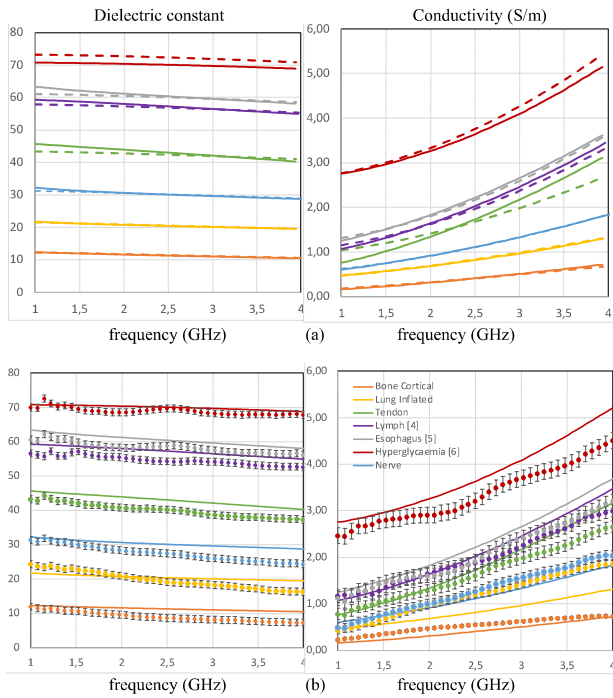 Dielectric constant Conductivity (S/m)
80
70
60
50
40
30
20
10
0
1 1,5 2 2,5 3 3,5 4
6,00
5,00
4,00
3,00
2,00
1,00
0,00
1 1,5 2 2,5 3 3,5 4
frequency (GHz) (a) frequency (GHz)
80
70
60
50
40
30
20
10
0
1 1,5 2 2,5 3 3,5 4
6,00
5,00
4,00
3,00
2,00
1,00
0,00
Bone Cortical
Lung Inflated
Tendon
Lymph [4]
Esophagus [5]
Hyperglycaemia [6]
Nerve
1 1,5 2 2,5 3 3,5 4
frequency (GHz) (b) frequency (GHz)